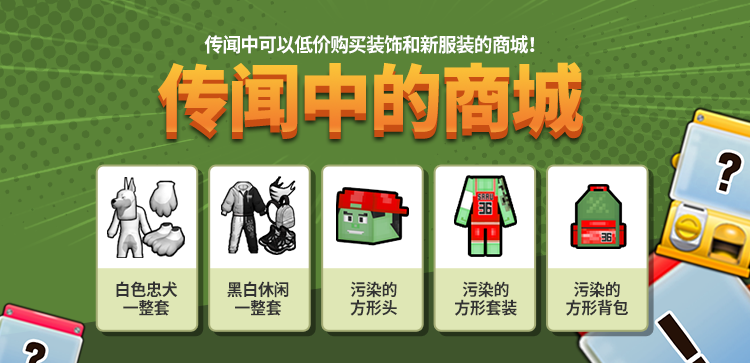 传闻中可以低价购买装饰和新服装的商城！
传闻中的商城
白色忠犬
一整套
黑白休闲
一整套
污染的
方形头
污染的
方形套装
污染的
方形背包
36
36
?
?
!